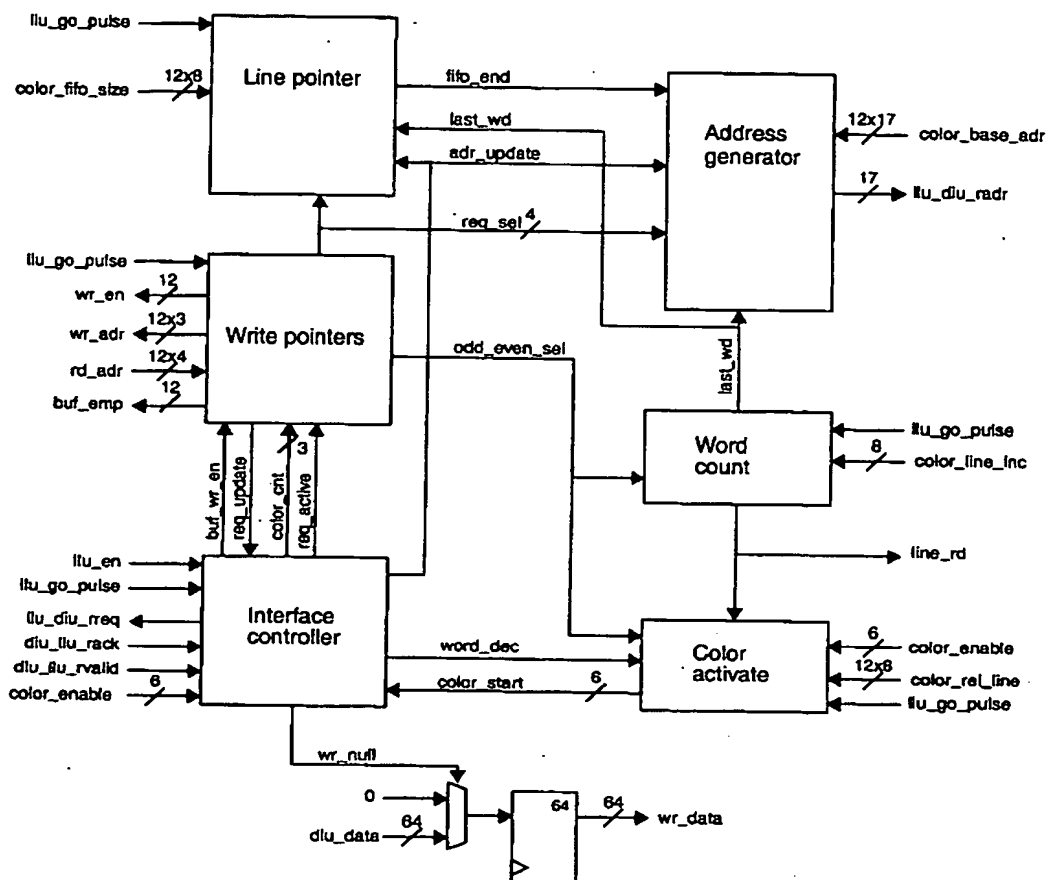 llu_go_pulse
color_fifo_size
12x8
Line pointer
fifo_end
last_wd
adr_update
req_sel
4
Address
generator
12x17
color_base_adr
17
llu_diu_radr
llu_go_pulse
wr_en
12
wr_adr
12x3
rd_adr
12x4
buf_emp
12
Write pointers
odd_even_sel
last_wd
Word
count
llu_go_pulse
color_line_inc
8
buf_wr_en
req_update
color_cnt
3
req_active
line_rd
llu_en
llu_go_pulse
llu_diu_rreq
diu_llu_rack
diu_llu_rvalid
color_enable
6
Interface
controller
word_dec
color_start
6
Color
activate
6
color_enable
12x8
color_rel_line
llu_go_pulse
wr_null
0
64
diu_data
64
64
wr_data